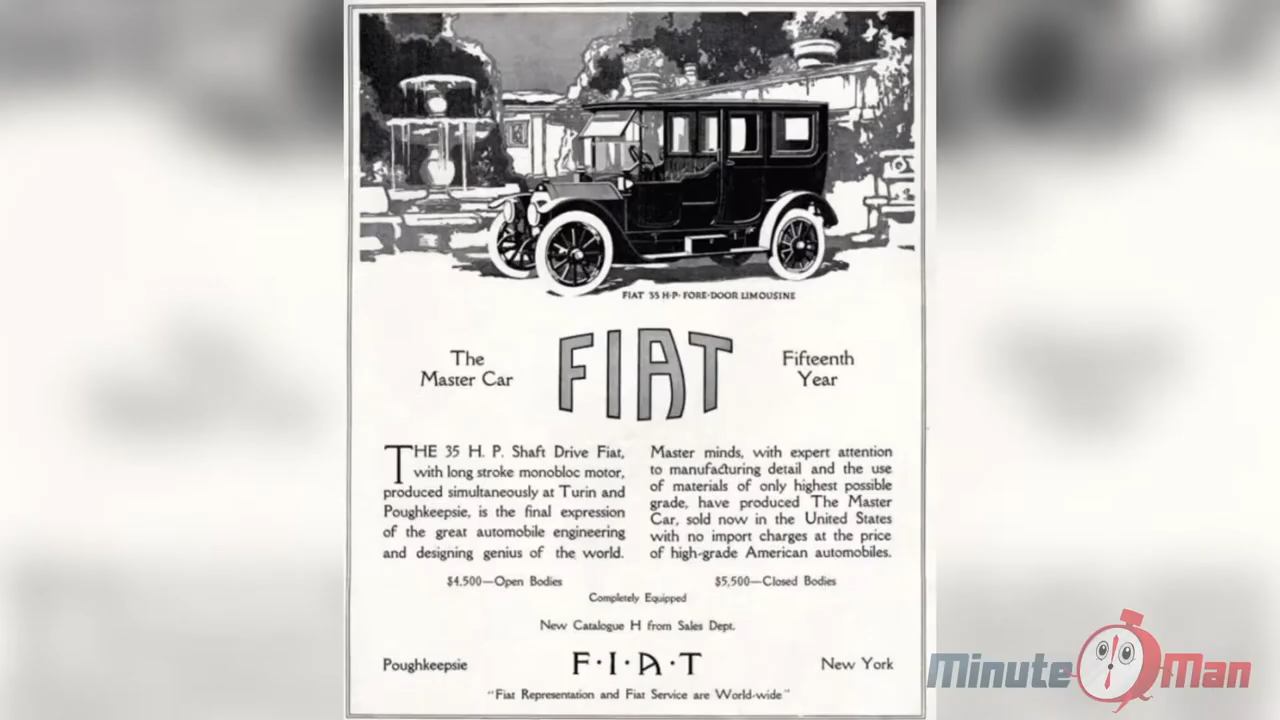 FIAT 35 H·P· FORE-DOOR LIMOUSINE
The
Master Car
FIAT
Fifteenth
Year
THE 35 H. P. Shaft Drive Fiat,
with long stroke monobloc motor,
produced simultaneously at Turin and
Poughkeepsie, is the final expression
of the great automobile engineering
and designing genius of the world.
Master minds, with expert attention
to manufacturing detail and the use
of materials of only highest possible
grade, have produced The Master
Car, sold now in the United States
with no import charges at the price
of high-grade American automobiles.
$4,500—Open Bodies
$5,500—Closed Bodies
Completely Equipped
New Catalogue H from Sales Dept.
Poughkeepsie
F·I·A·T
New York
"Fiat Representation and Fiat Service are World-wide"
Minute Man